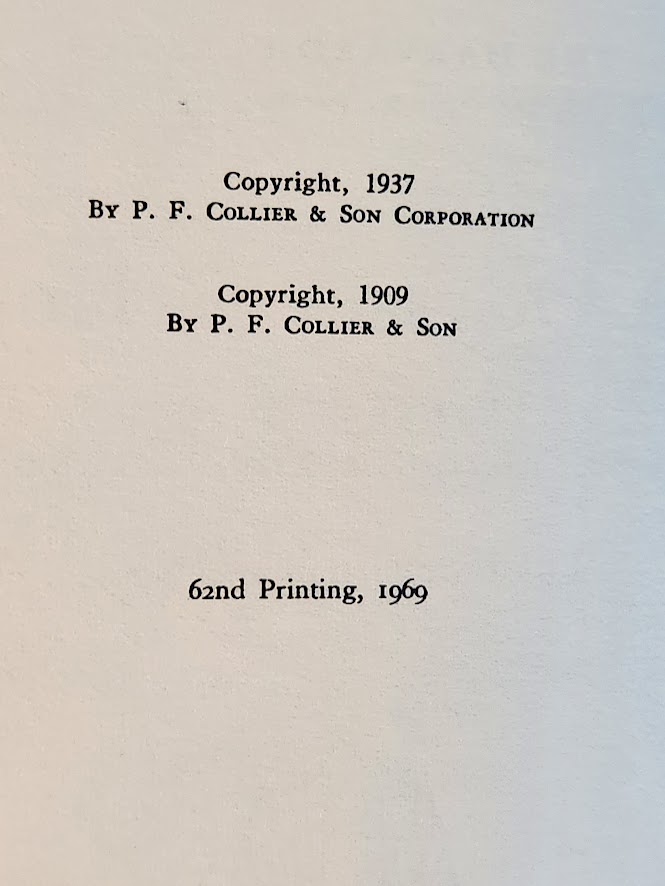 Copyright, 1937
By P. F. Collier & Son Corporation
Copyright, 1909
By P. F. Collier & Son
62nd Printing, 1969